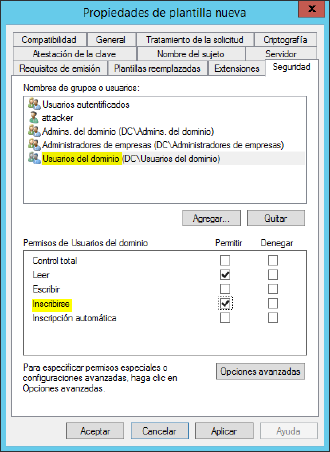 Propiedades de plantilla nueva
x
Compatibilidad General Tratamiento de la solicitud Criptografía
Atestación de la clave Nombre del sujeto Servidor
Requisitos de emisión Plantillas reemplazadas Extensiones Seguridad
Nombres de grupos o usuarios:
Usuarios autentificados
attacker
Admins. del dominio (DC\Admins. del dominio)
Administradores de empresas (DC\Administradores de empresas)
Usuarios del dominio (DC\Usuarios del dominio)
Agregar... Quitar
Permisos de Usuarios del dominio Permitir Denegar
Control total
Leer
Escribir
Inscribirse
Inscripción automática
Para especificar permisos especiales o
configuraciones avanzadas, haga clic en
Opciones avanzadas.
Opciones avanzadas
Aceptar Cancelar Aplicar Ayuda